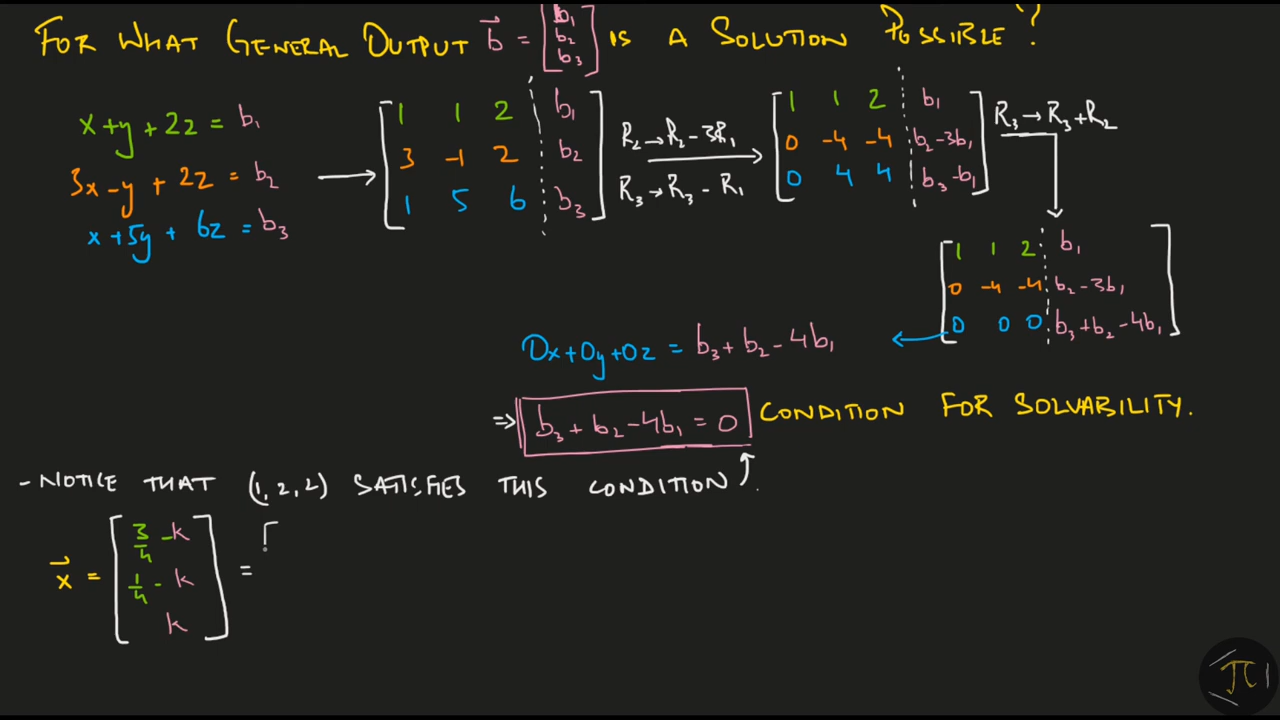 FOR WHAT GENERAL OUTPUT b⃗ = [b₁ b₂ b₃] IS A SOLUTION POSSIBLE?
x+y+2z = b₁
3x-y+2z = b₂
x+5y+6z = b₃
→
1 1 2 b₁
3 -1 2 b₂
1 5 6 b₃
R₂→R₂-3R₁
R₃→R₃-R₁
1 1 2 b₁
0 -4 -4 b₂-3b₁
0 4 4 b₃-b₁
R₃→R₃+R₂
1 1 2 b₁
0 -4 -4 b₂-3b₁
0 0 0 b₃+b₂-4b₁
0x+0y+0z = b₃+b₂-4b₁
⇒ b₃+b₂-4b₁ = 0 CONDITION FOR SOLVABILITY.
- NOTICE THAT (1,2,2) SATISFIES THIS CONDITION.
x⃗ = [3/4 - k
1/4 - k
k] = [
π